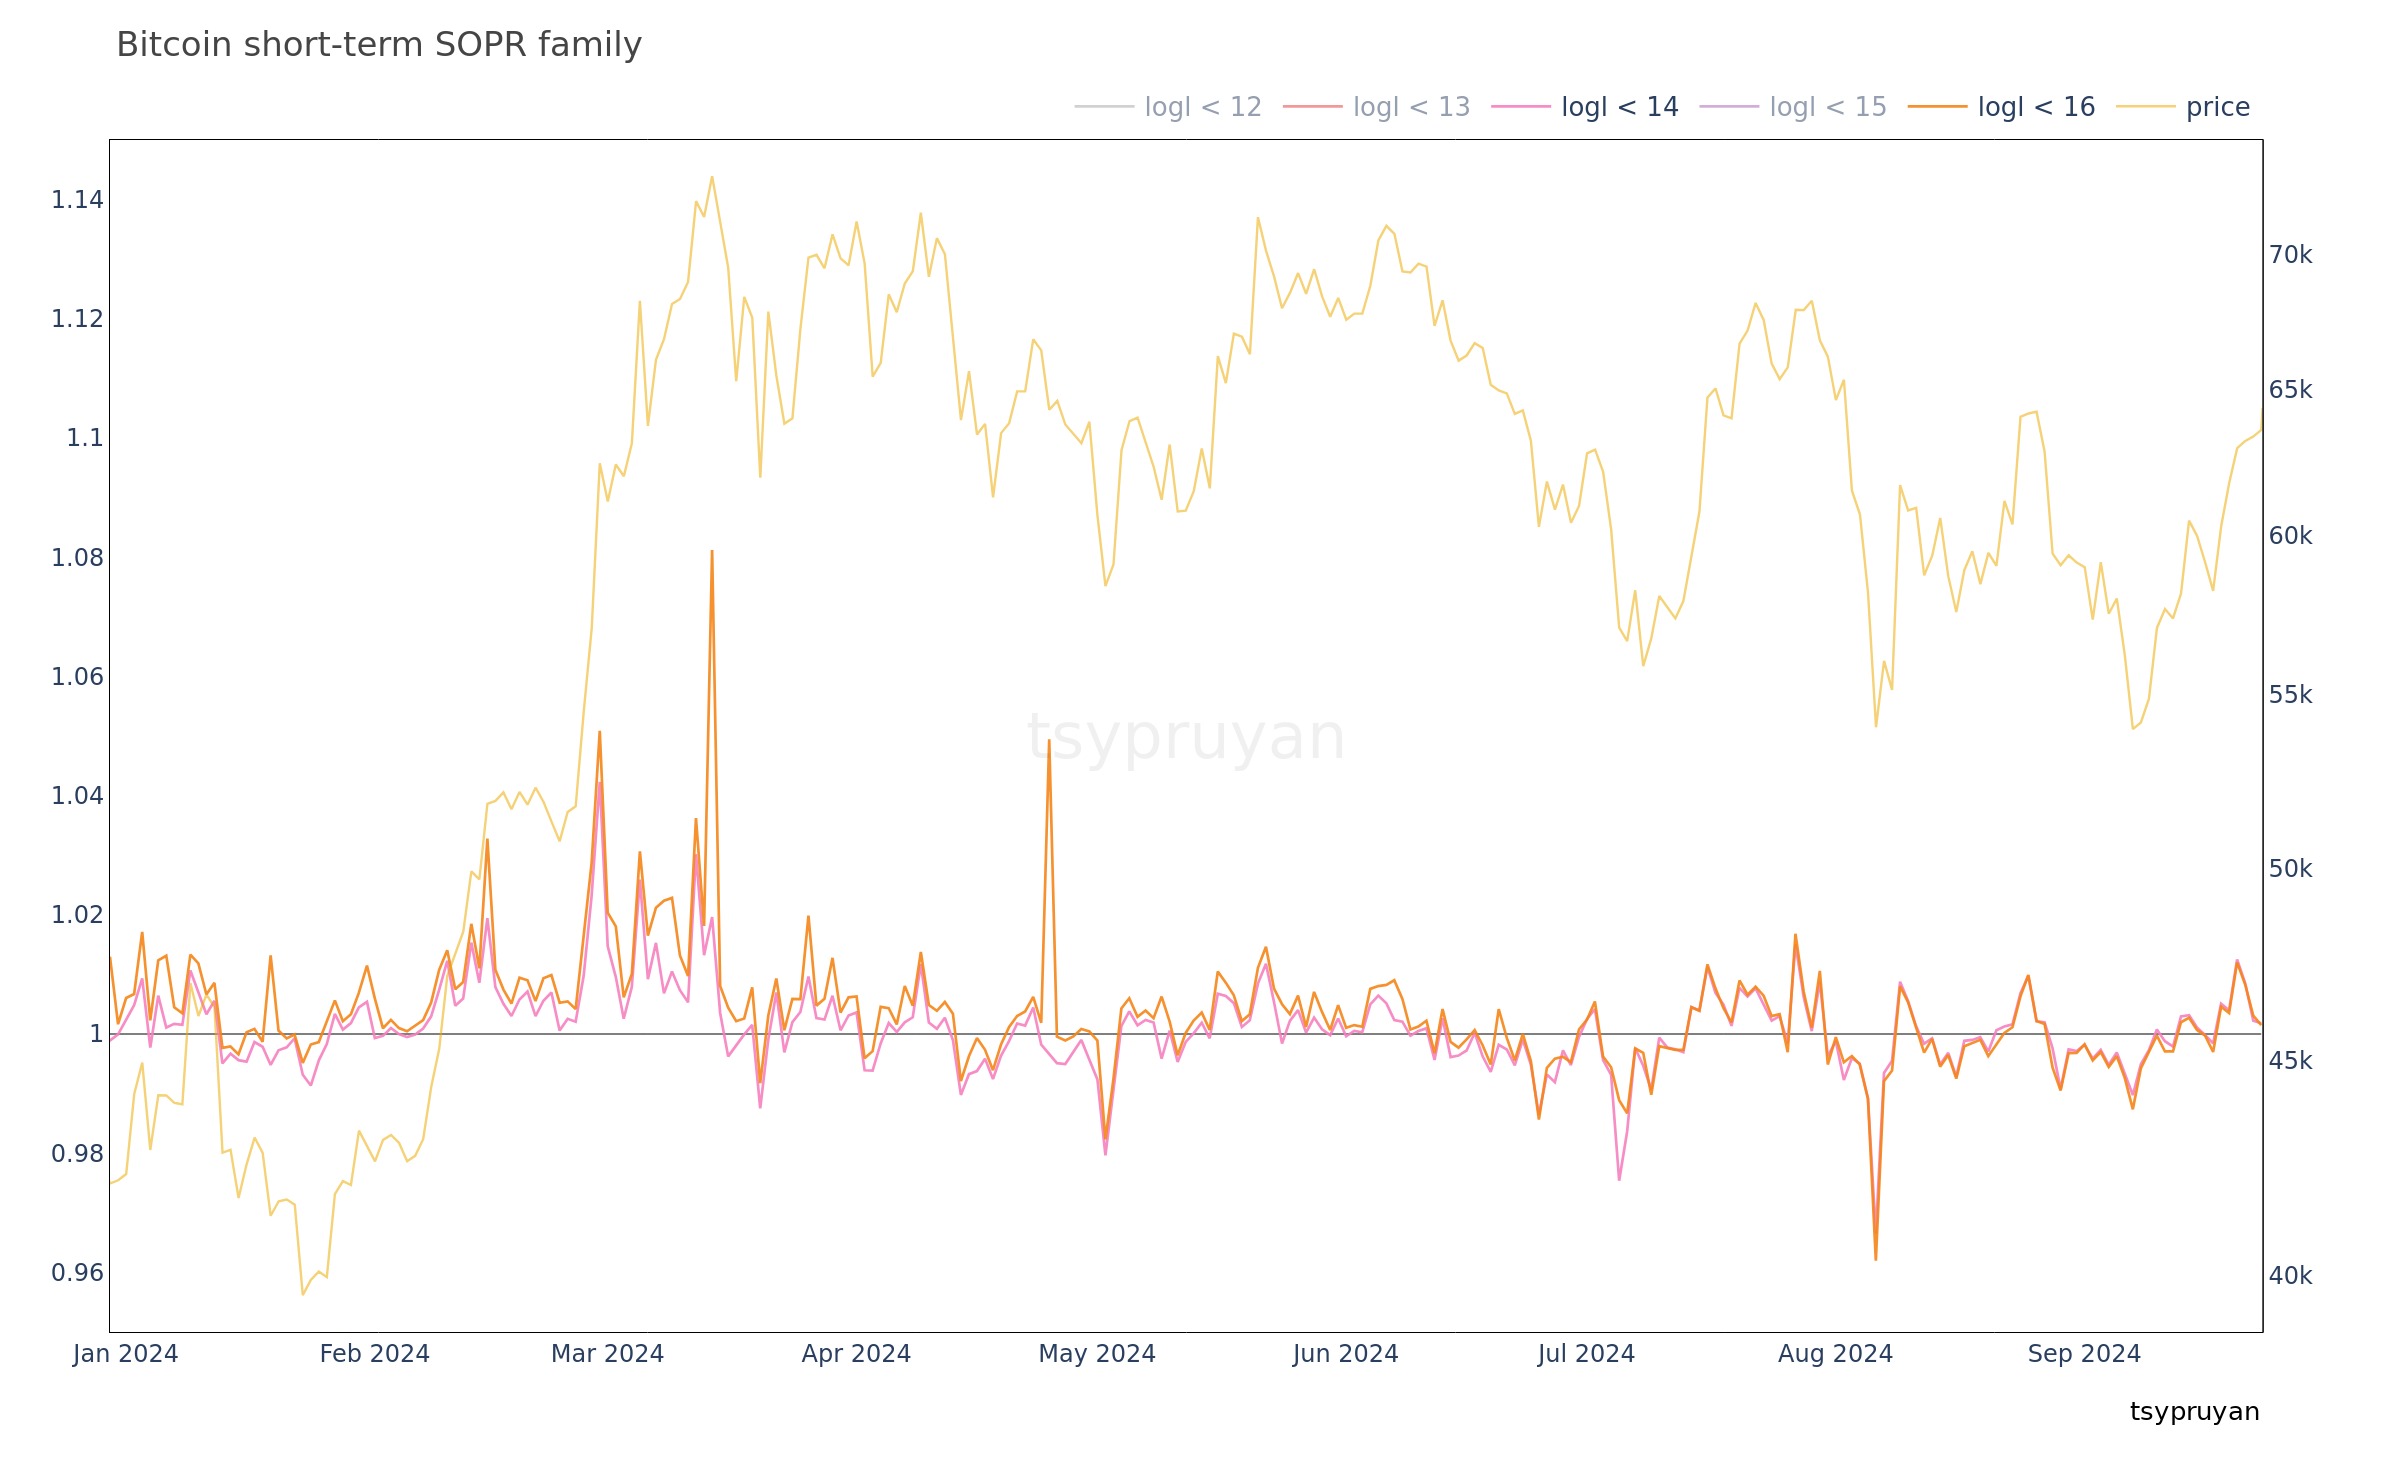 Bitcoin short-term SOPR family
logl < 12 logl < 13 logl < 14 logl < 15 logl < 16 price
1.14
1.12
1.1
1.08
1.06
1.04
1.02
1
0.98
0.96
70k
65k
60k
55k
50k
45k
40k
tsypruyan
Jan 2024 Feb 2024 Mar 2024 Apr 2024 May 2024 Jun 2024 Jul 2024 Aug 2024 Sep 2024
tsypruyan